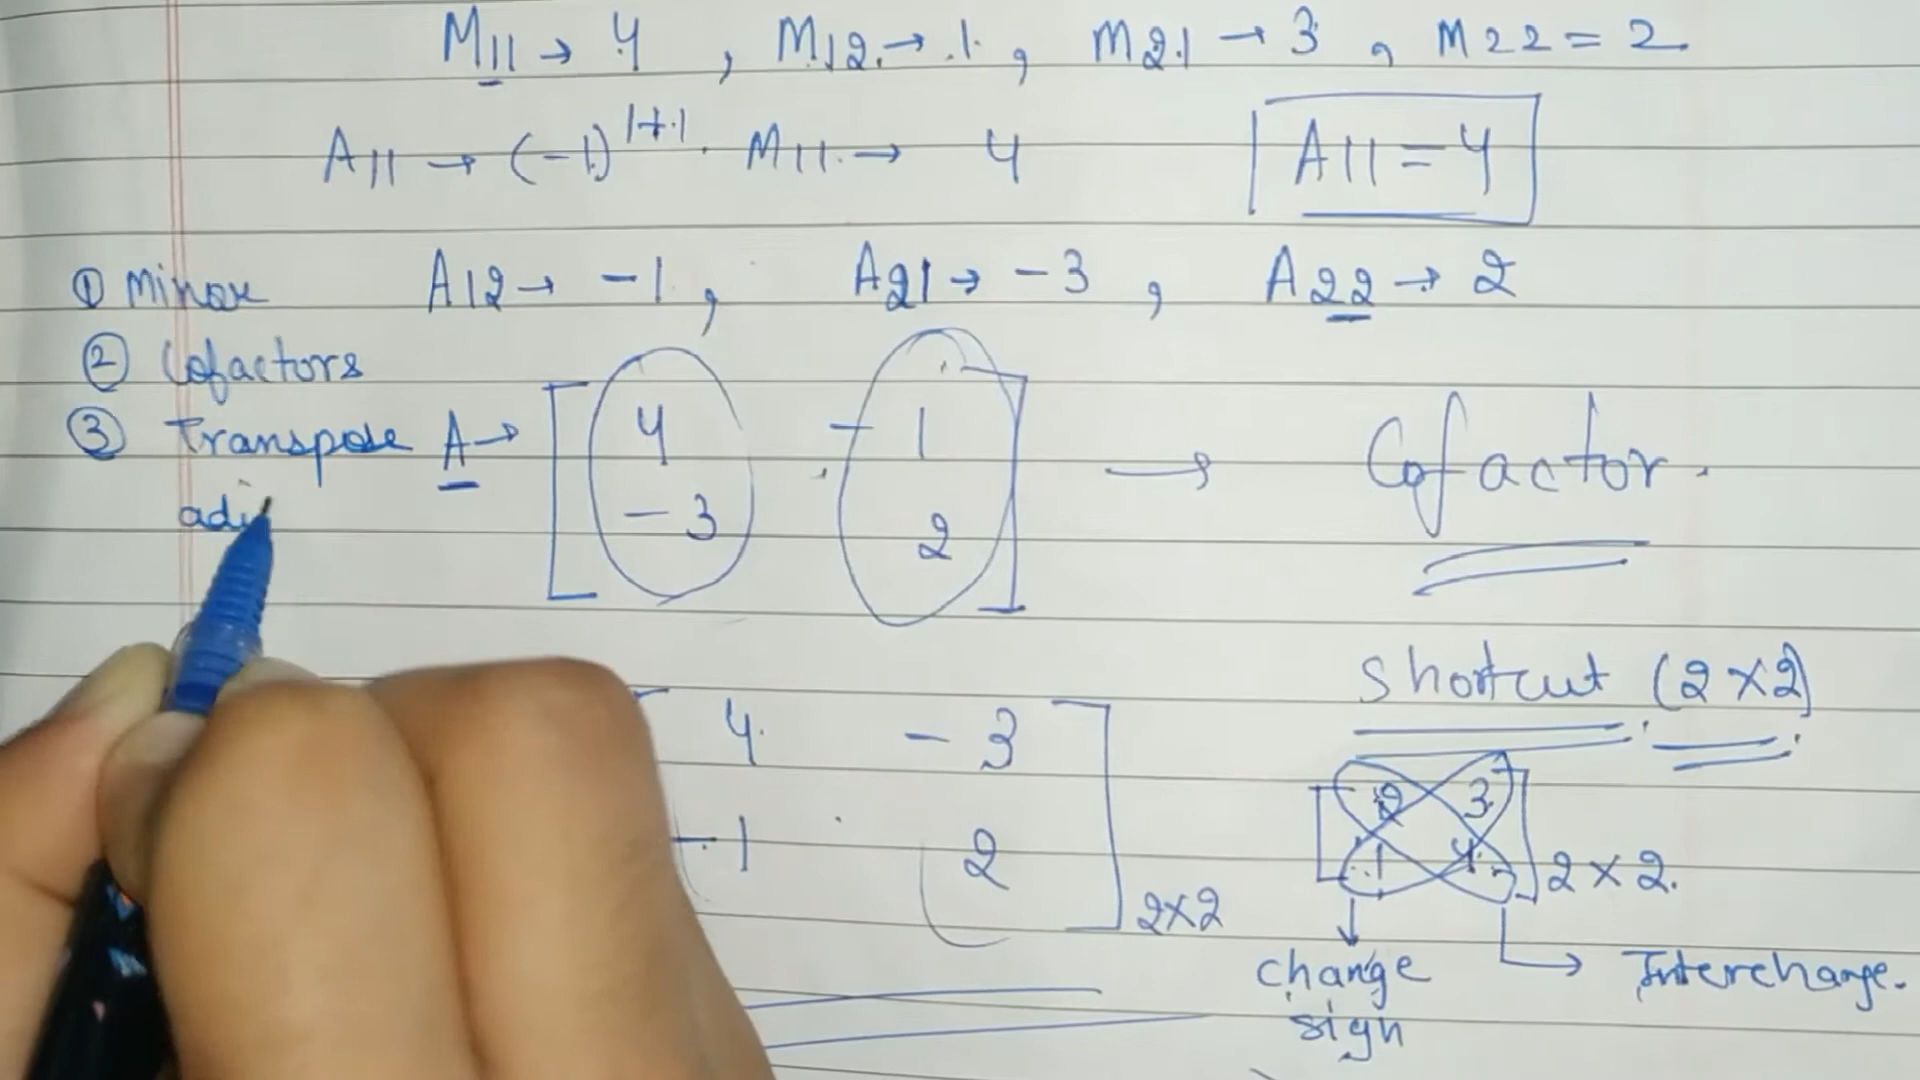 M11 → 4 , M12 → 1 , M21 → 3 , M22 = 2
A11 → (-1)^1+1 . M11 → 4 A11 = 4
① Minor A12 → -1 , A21 → -3 , A22 → 2
② Cofactors
③ Transpose A → [ 4 -1 → Cofactor.
adj
-3 2 ]
Shortcut (2×2)
4 -3
2 3
-1 2 ] 2×2
1 4 ] 2×2.
change Interchange.
sign